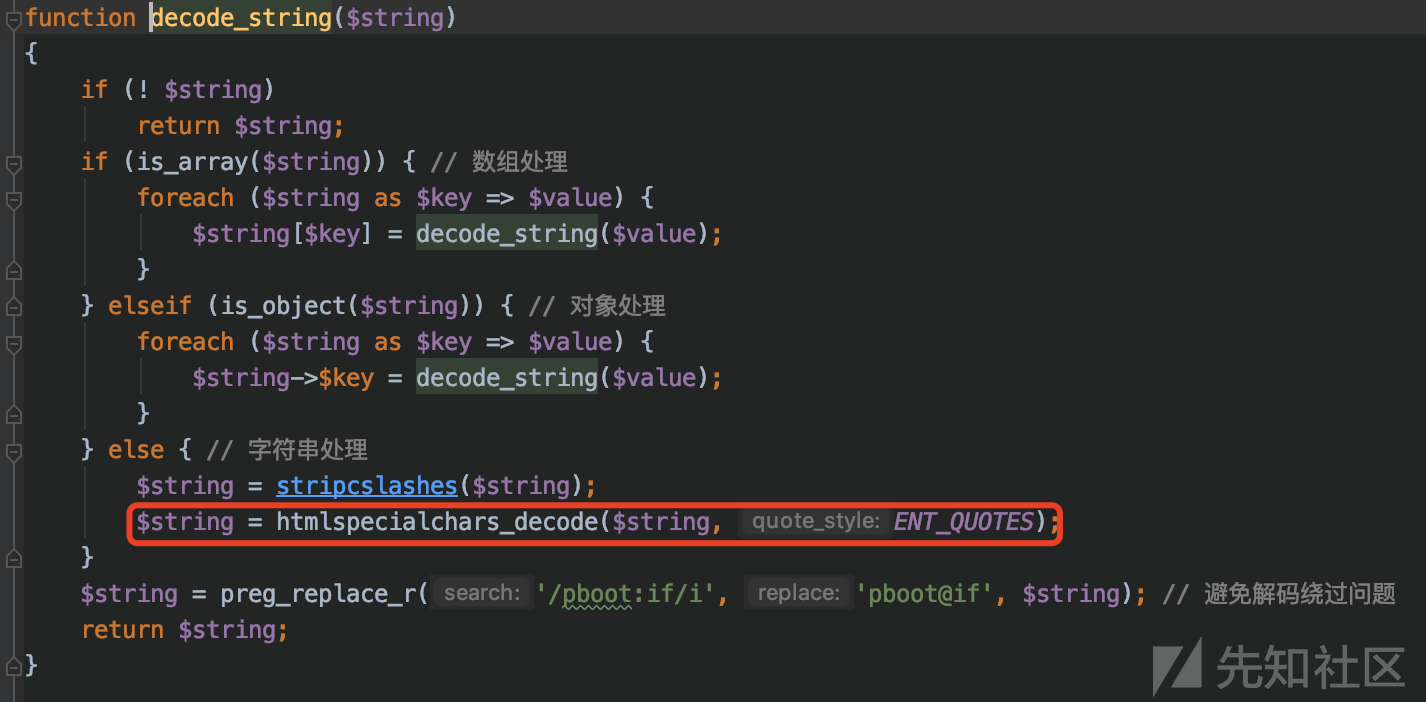 function decode_string($string)
{
    if (! $string)
        return $string;
    if (is_array($string)) { // 数组处理
        foreach ($string as $key => $value) {
            $string[$key] = decode_string($value);
        }
    } elseif (is_object($string)) { // 对象处理
        foreach ($string as $key => $value) {
            $string->$key = decode_string($value);
        }
    } else { // 字符串处理
        $string = stripcslashes($string);
        $string = htmlspecialchars_decode($string, quote_style: ENT_QUOTES);
    }
    $string = preg_replace_r( search: '/pboot:if/i', replace: 'pboot@if', $string); // 避免解码绕过问题
    return $string;
}
先知社区